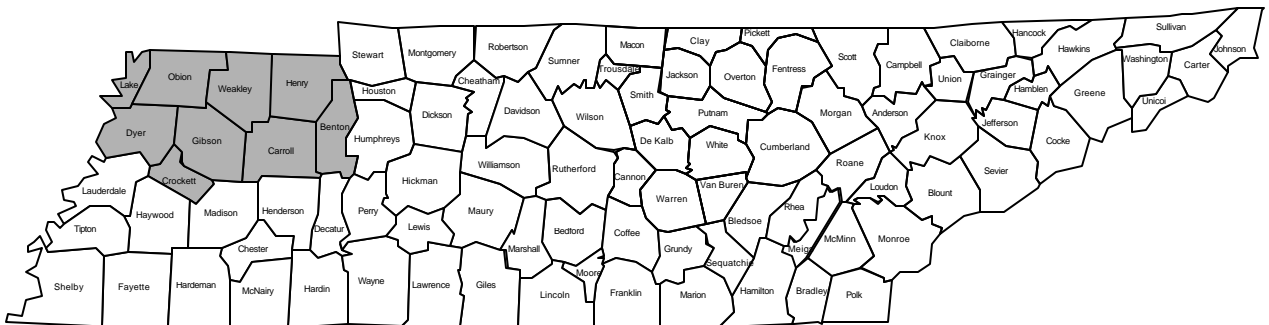 Stewart
Montgomery
Robertson
Sumner
Macon
Clay
Pickett
Scott
Campbell
Claiborne
Hancock
Hawkins
Sullivan
Johnson
Lake
Obion
Weakley
Henry
Houston
Cheatham
Trousdale
Smith
Jackson
Overton
Fentress
Union
Grainger
Hamblen
Washington
Carter
Greene
Unicoi
Dyer
Gibson
Carroll
Benton
Humphreys
Dickson
Davidson
Wilson
De Kalb
Putnam
White
Cumberland
Morgan
Anderson
Knox
Jefferson
Cocke
Lauderdale
Crockett
Hickman
Williamson
Rutherford
Cannon
Warren
Van Buren
Roane
Loudon
Blount
Sevier
Tipton
Haywood
Madison
Henderson
Decatur
Perry
Lewis
Maury
Marshall
Bedford
Coffee
Grundy
Bledsoe
Rhea
Meigs
McMinn
Monroe
Chester
Moore
Sequatchie
Shelby
Fayette
Hardeman
McNairy
Hardin
Wayne
Lawrence
Giles
Lincoln
Franklin
Marion
Hamilton
Bradley
Polk